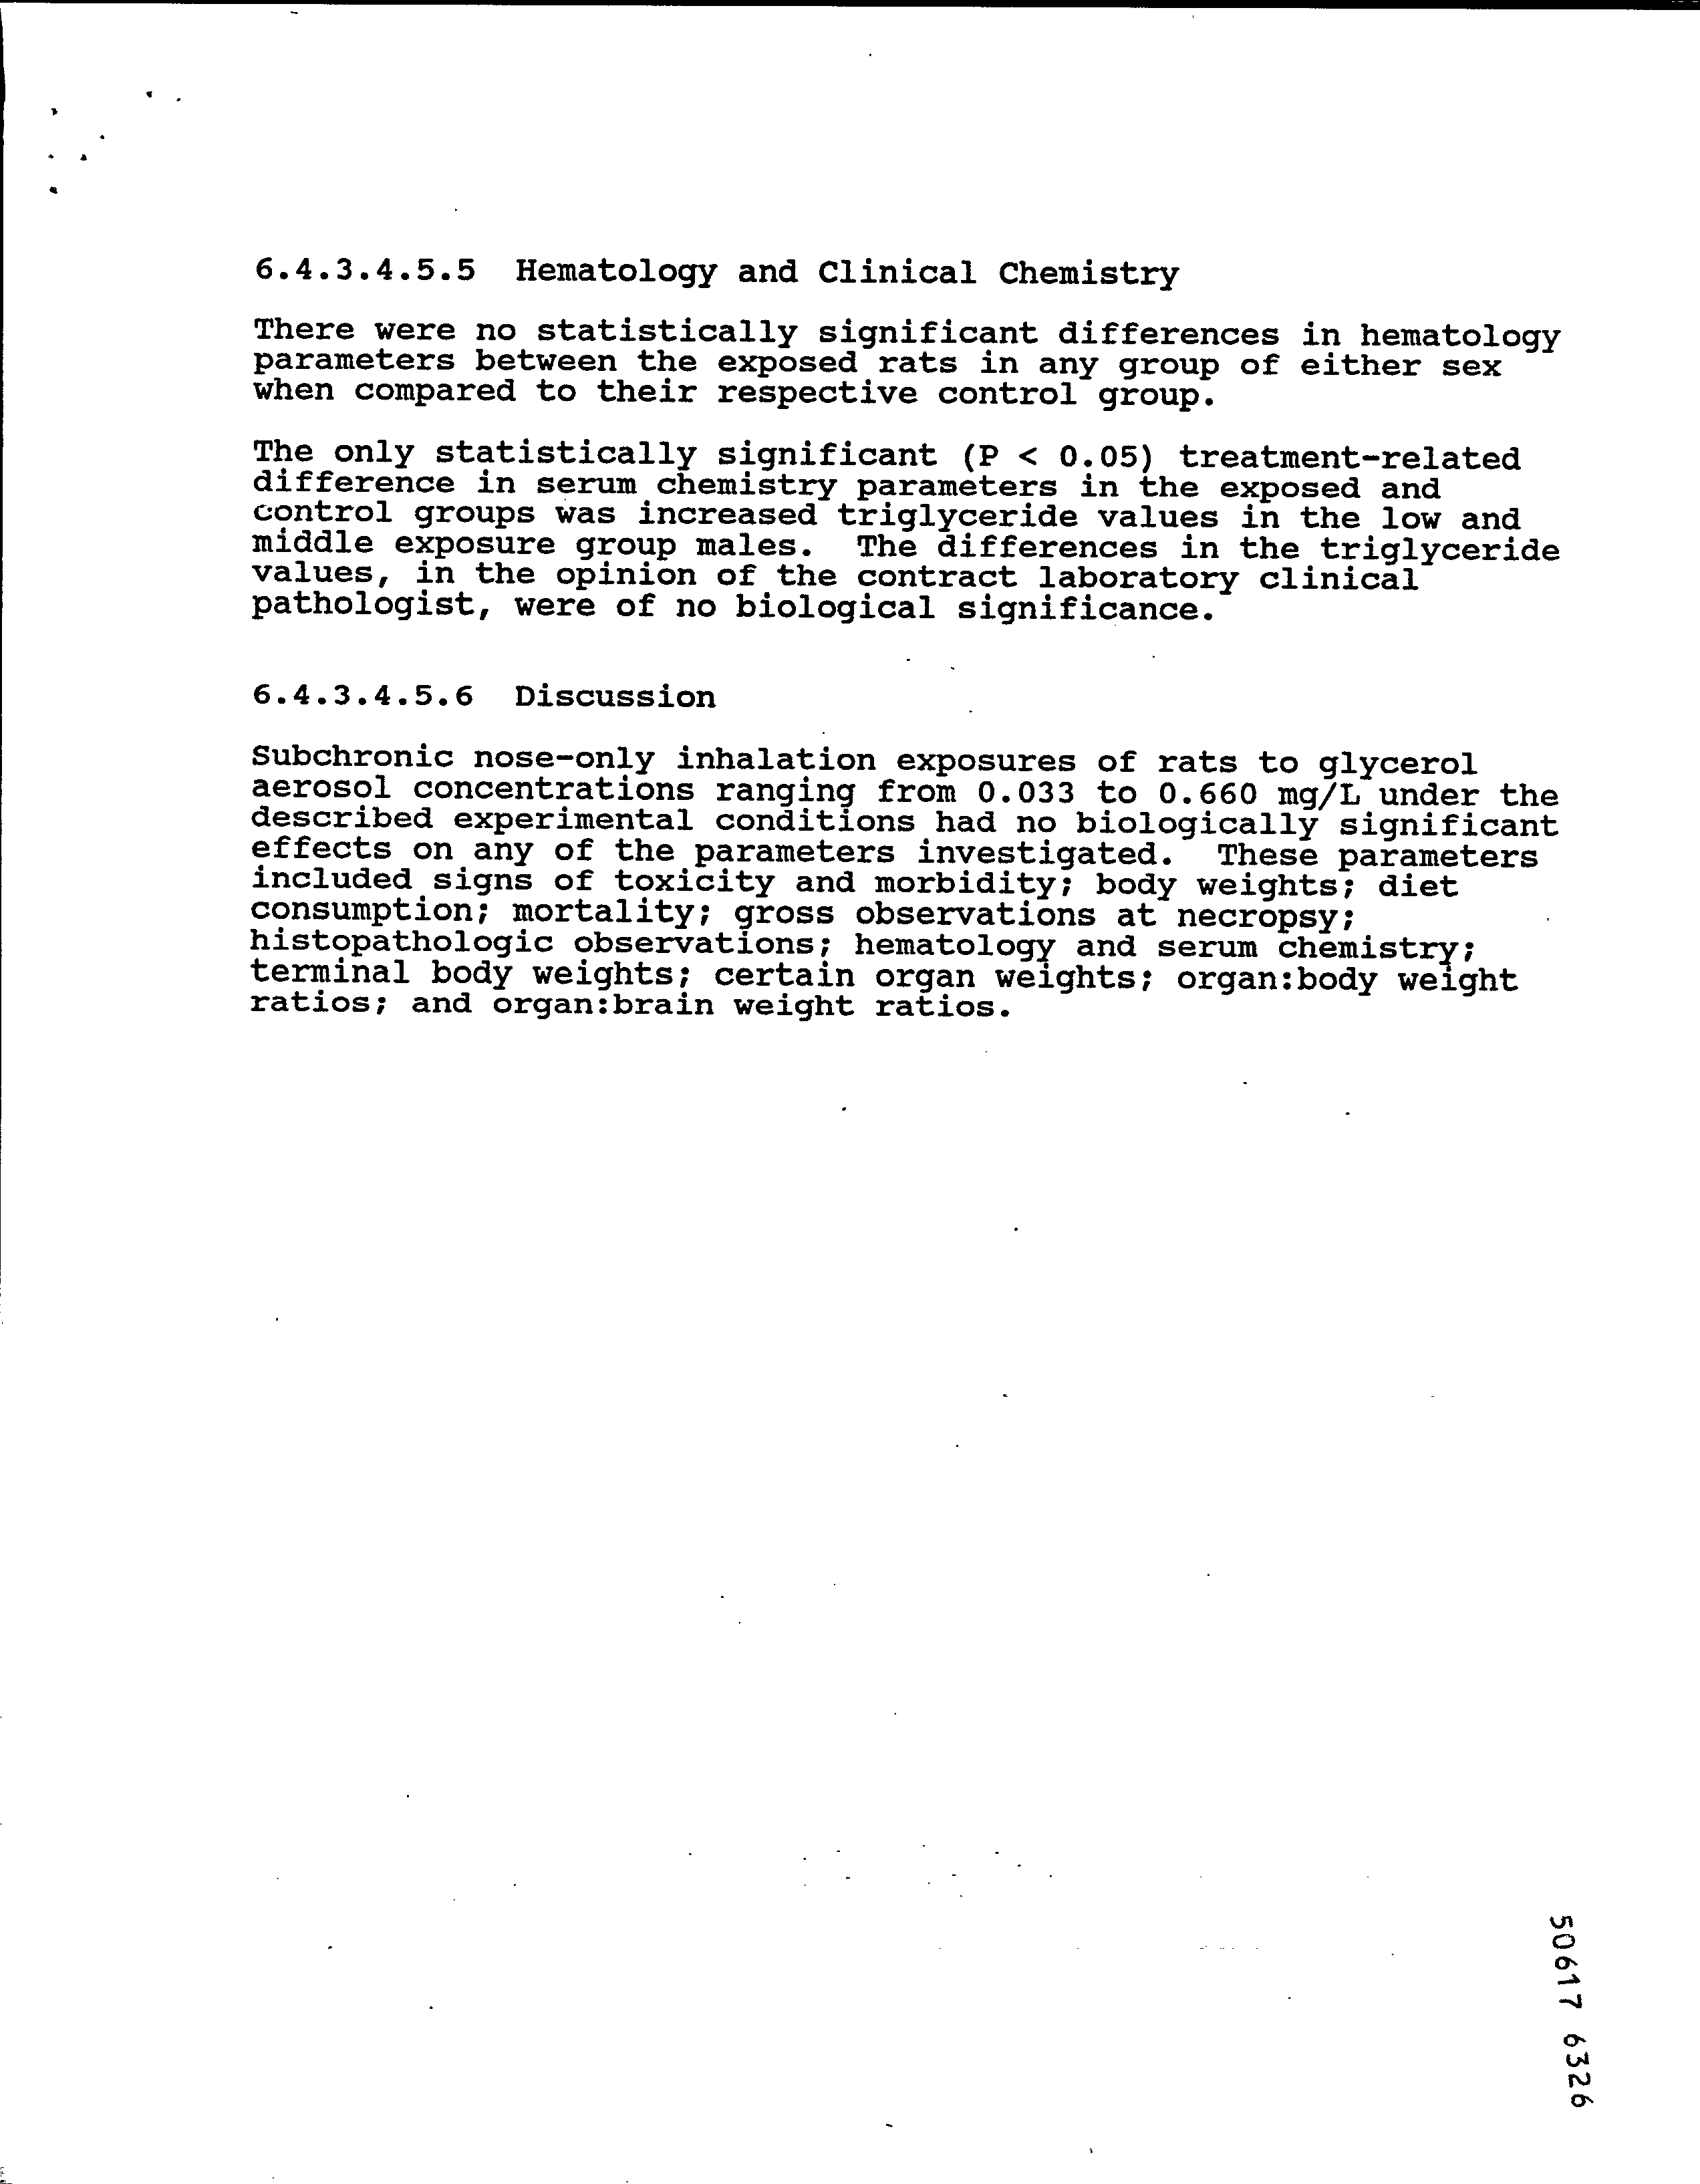 6.4.3.4.5.5 Hematology and Clinical Chemistry
There were no statistically significant differences in hematology
parameters between the exposed rats in any group of either sex
when compared to their respective control group.
The only statistically significant (P < 0.05) treatment-related
difference in serum chemistry parameters in the exposed and
control groups was increased triglyceride values in the low and
middle exposure group males. The differences in the triglyceride
values, in the opinion of the contract laboratory clinical
pathologist, were of no biological significance.
6.4.3.4.5.6 Discussion
Subchronic nose-only inhalation exposures of rats to glycerol
aerosol concentrations ranging from 0.033 to 0.660 mg/L under the
described experimental conditions had no biologically significant
effects on any of the parameters investigated. These parameters
included signs of toxicity and morbidity; body weights; diet
consumption; mortality; gross observations at necropsy;
histopathologic observations; hematology and serum chemistry;
terminal body weights; certain organ weights; organ:body weight
ratios; and organ:brain weight ratios.
50617 6326